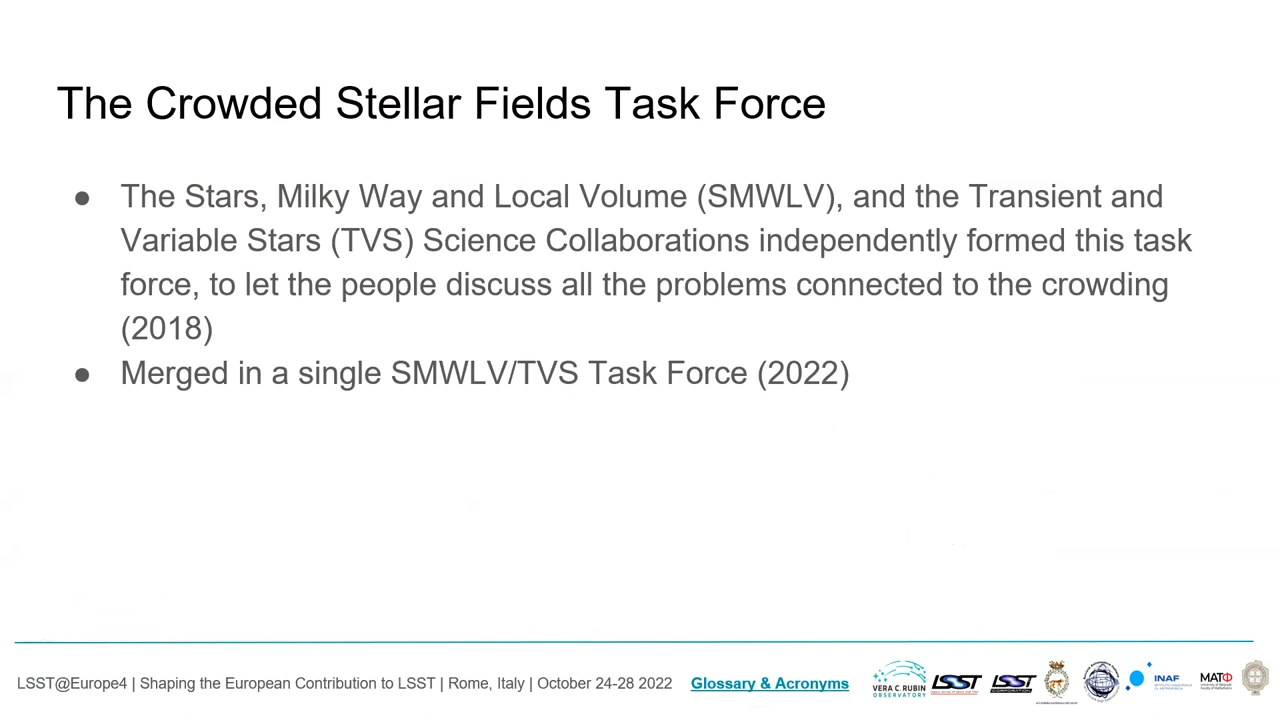 The Crowded Stellar Fields Task Force
● The Stars, Milky Way and Local Volume (SMWLV), and the Transient and
Variable Stars (TVS) Science Collaborations independently formed this task
force, to let the people discuss all the problems connected to the crowding
(2018)
● Merged in a single SMWLV/TVS Task Force (2022)
LSST@Europe4 | Shaping the European Contribution to LSST | Rome, Italy | October 24-28 2022 Glossary & Acronyms
VERA C. RUBIN
OBSERVATORY
LSST
LSST
INAF